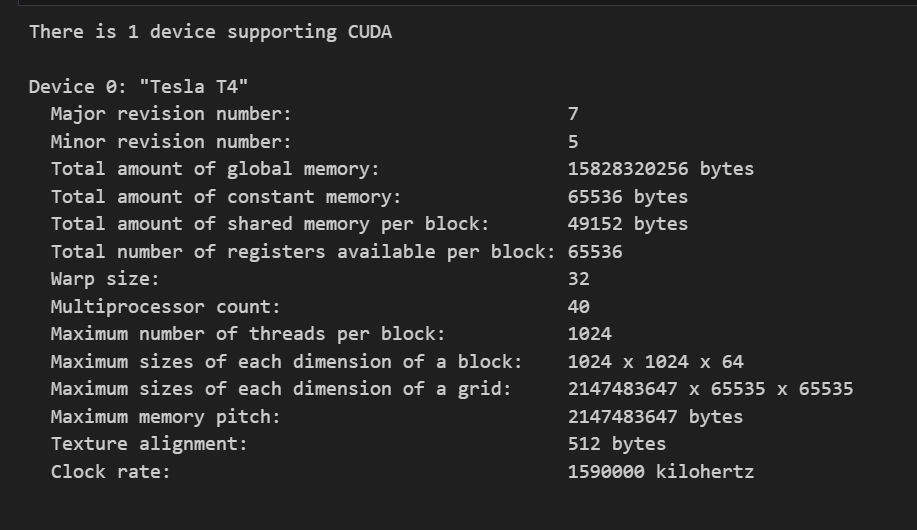 There is 1 device supporting CUDA
Device 0: "Tesla T4"
Major revision number: 7
Minor revision number: 5
Total amount of global memory: 15828320256 bytes
Total amount of constant memory: 65536 bytes
Total amount of shared memory per block: 49152 bytes
Total number of registers available per block: 65536
Warp size: 32
Multiprocessor count: 40
Maximum number of threads per block: 1024
Maximum sizes of each dimension of a block: 1024 x 1024 x 64
Maximum sizes of each dimension of a grid: 2147483647 x 65535 x 65535
Maximum memory pitch: 2147483647 bytes
Texture alignment: 512 bytes
Clock rate: 1590000 kilohertz